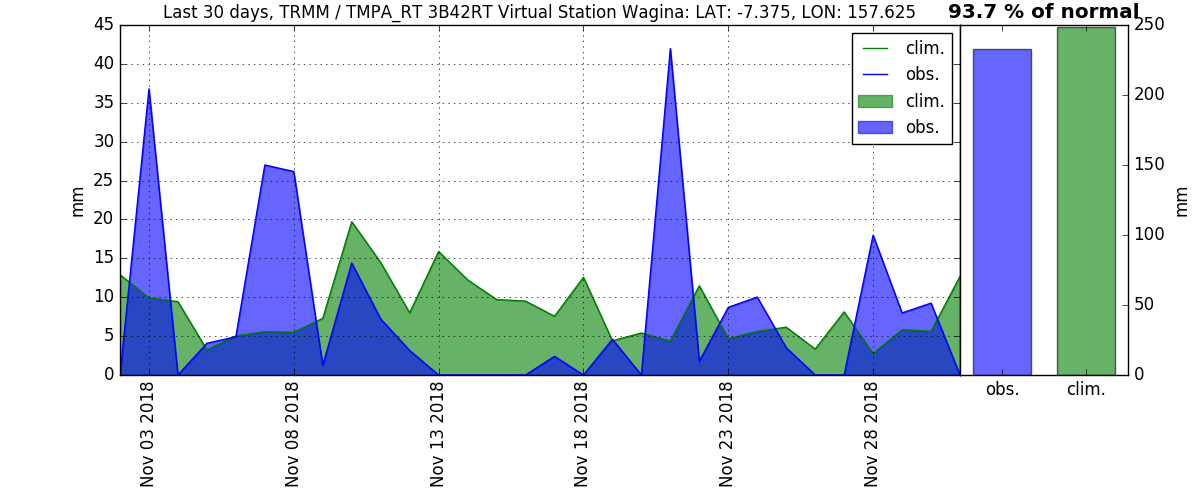 Last 30 days, TRMM / TMPA_RT 3B42RT Virtual Station Wagina: LAT: -7.375, LON: 157.625
93.7 % of normal
45
40
35
30
25
20
15
10
5
0
mm
clim.
obs.
clim.
obs.
Nov 03 2018
Nov 08 2018
Nov 13 2018
Nov 18 2018
Nov 23 2018
Nov 28 2018
250
200
150
100
50
0
mm
obs.
clim.